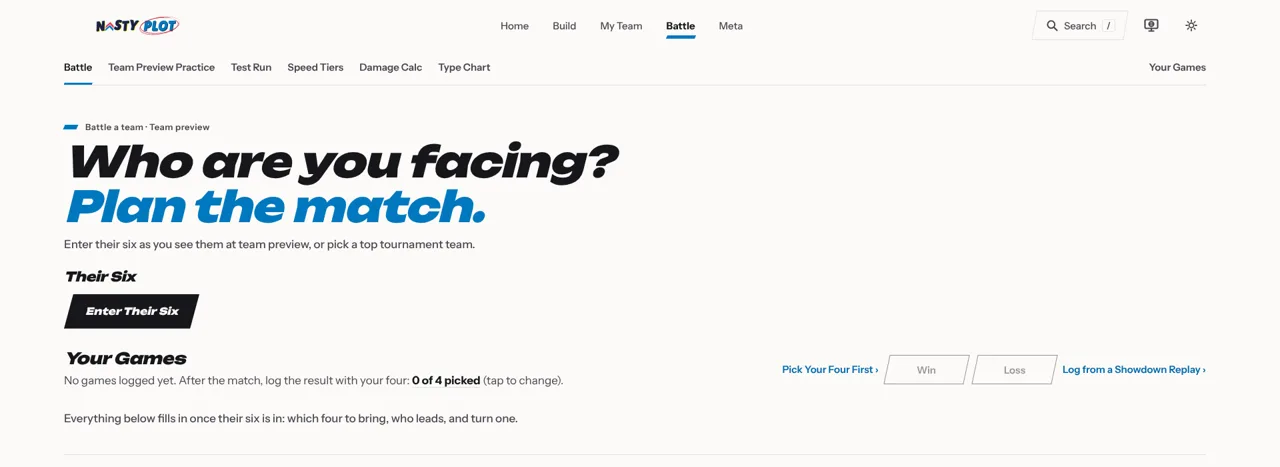 NASTY PLOT
Home
Build
My Team
Battle
Meta
Search /
Battle
Team Preview Practice
Test Run
Speed Tiers
Damage Calc
Type Chart
Your Games
Battle a team · Team preview
Who are you facing?
Plan the match.
Enter their six as you see them at team preview, or pick a top tournament team.
Their Six
Enter Their Six
Your Games
No games logged yet. After the match, log the result with your four: 0 of 4 picked (tap to change).
Pick Your Four First ›
Win
Loss
Log from a Showdown Replay ›
Everything below fills in once their six is in: which four to bring, who leads, and turn one.